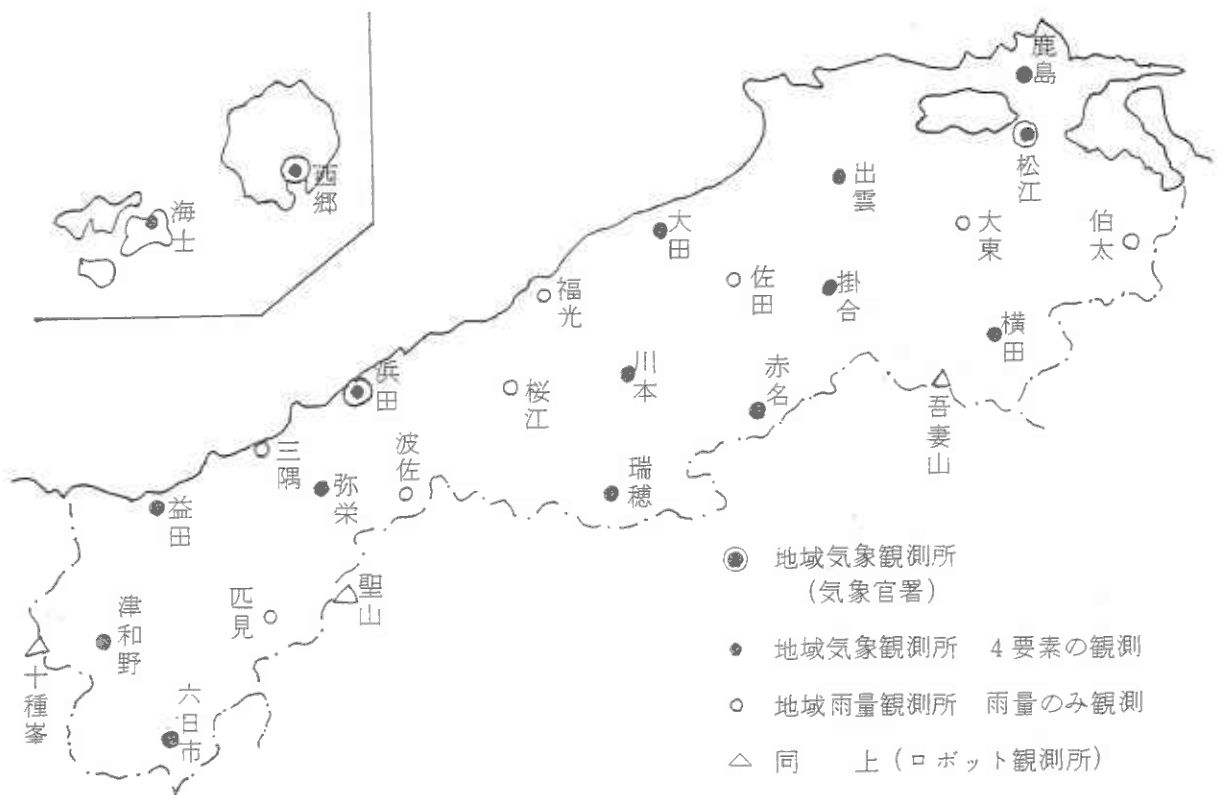 鹿島
松江
西郷
海士
出雲
大田
大東
伯太
佐田
掛合
福光
横田
浜田
桜江
川本
赤名
吾妻山
三隅
波佐
弥栄
瑞穂
益田
聖山
匹見
津和野
十種峯
六日市
地域気象観測所
(気象官署)
地域気象観測所 4要素の観測
地域雨量観測所 雨量のみ観測
同 上(ロボット観測所)